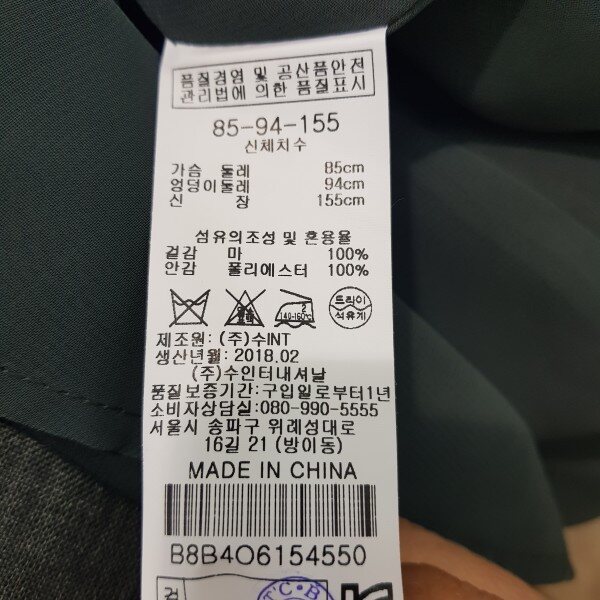 품질경영 및 공산품안전
관리법에 의한 품질표시
85-94-155
신체치수
가슴 둘레 85cm
엉덩이둘레 94cm
신 장 155cm
섬유의조성 및 혼용율
겉감 마 100%
안감 폴리에스터 100%
2
140-160℃
드라이
석유계
제조원: (주)수INT
생산년월: 2018.02
(주)수인터내셔날
품질보증기간:구입일로부터1년
소비자상담실:080-990-5555
서울시 송파구 위례성대로
16길 21 (방이동)
MADE IN CHINA
B8B4O6154550
검
T.C.B